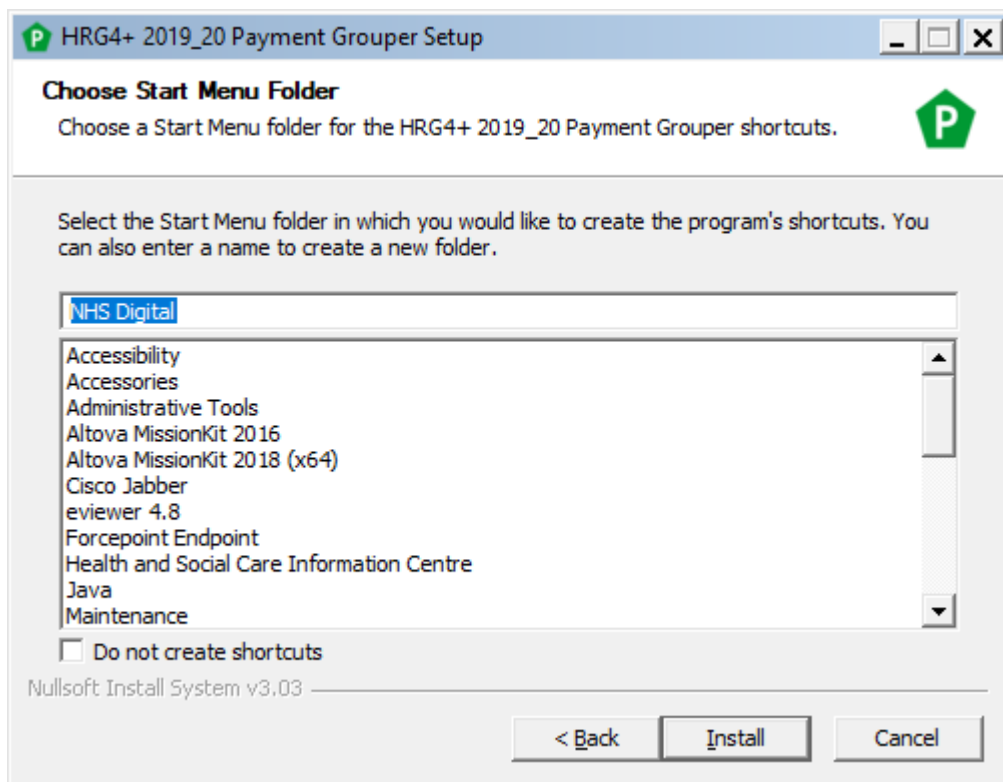 P HRG4+ 2019_20 Payment Grouper Setup
Choose Start Menu Folder
Choose a Start Menu folder for the HRG4+ 2019_20 Payment Grouper shortcuts.
P
Select the Start Menu folder in which you would like to create the program's shortcuts. You
can also enter a name to create a new folder.
NHS Digital
Accessibility
Accessories
Administrative Tools
Altova MissionKit 2016
Altova MissionKit 2018 (x64)
Cisco Jabber
eviewer 4.8
Forcepoint Endpoint
Health and Social Care Information Centre
Java
Maintenance
Do not create shortcuts
Nullsoft Install System v3.03
< Back Install Cancel